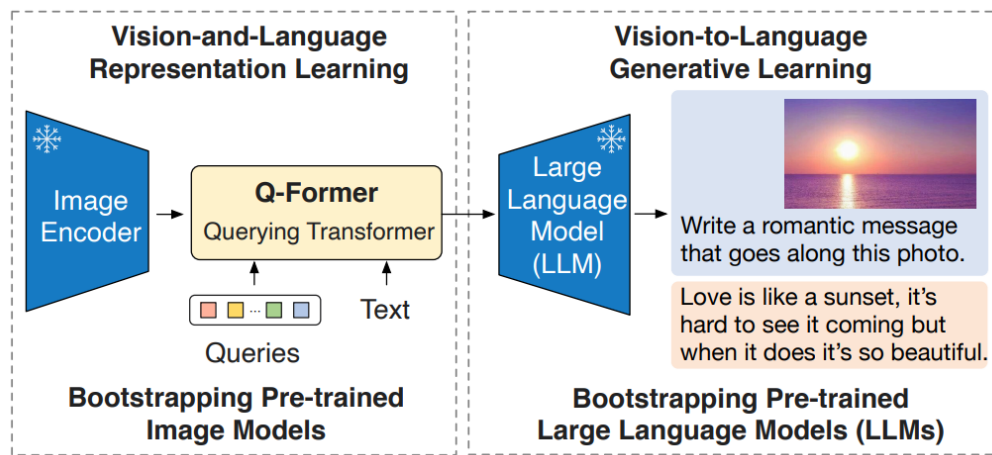 Vision-and-Language
Representation Learning
Image
Encoder
Q-Former
Querying Transformer
...
Queries
Text
Bootstrapping Pre-trained
Image Models
Vision-to-Language
Generative Learning
Large
Language
Model
(LLM)
Write a romantic message
that goes along this photo.
Love is like a sunset, it's
hard to see it coming but
when it does it's so beautiful.
Bootstrapping Pre-trained
Large Language Models (LLMs)